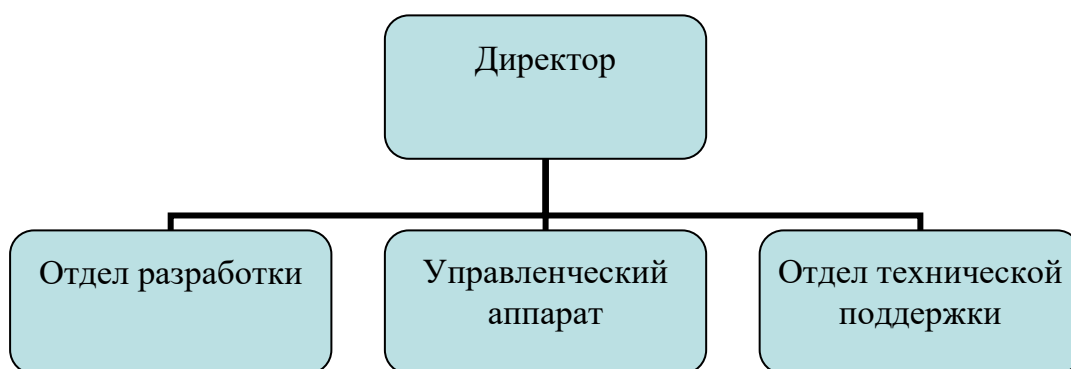 Директор
Отдел разработки
Управленческий
аппарат
Отдел технической
поддержки